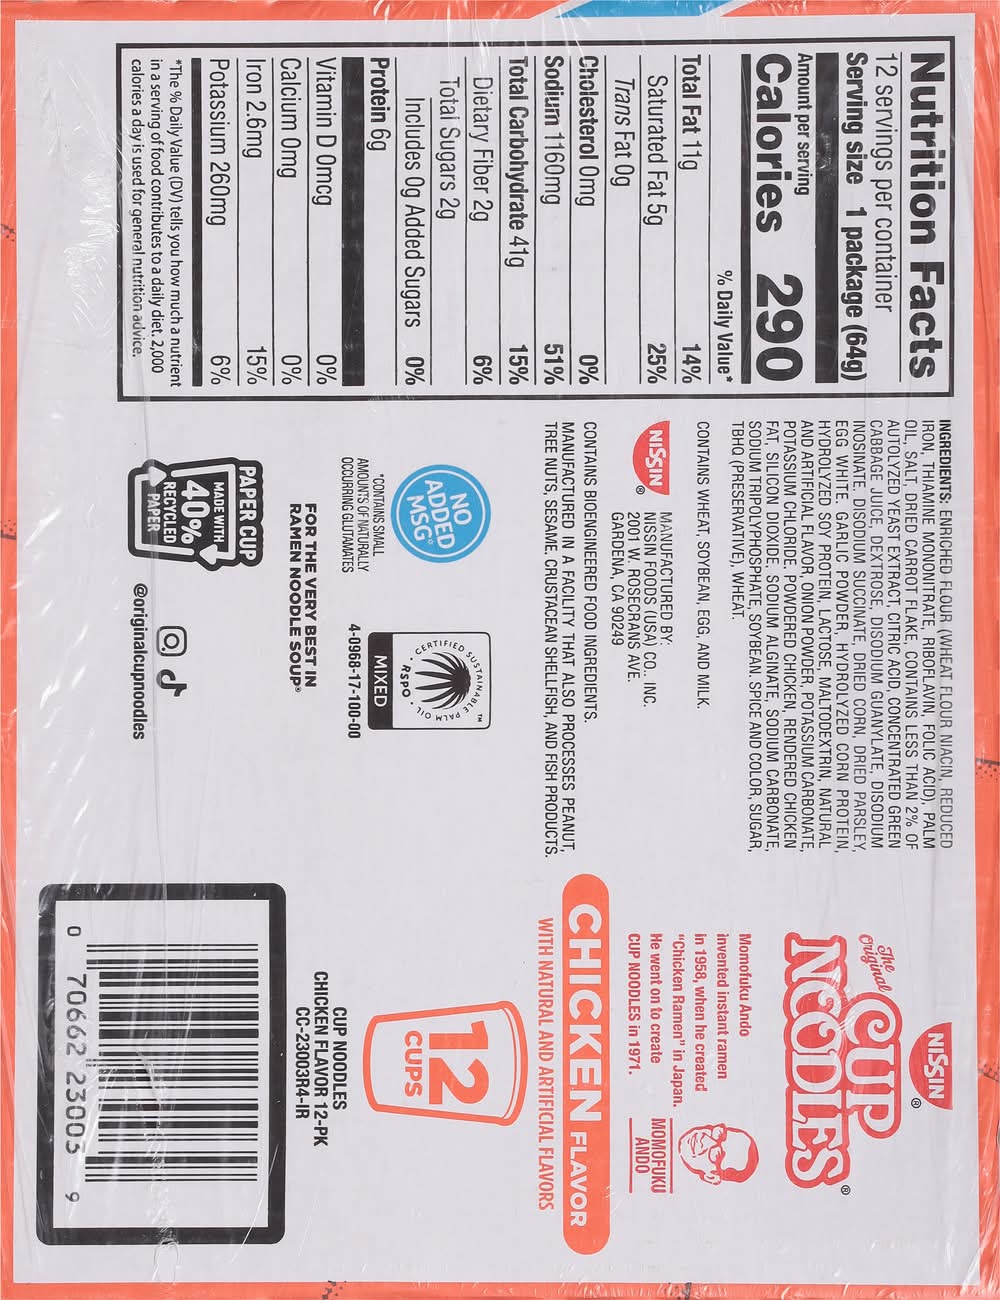 Nutrition Facts
12 servings per container
Serving size 1 package (64g)
Amount per serving
Calories 290
% Daily Value*
Total Fat 11g 14%
Saturated Fat 5g 25%
Trans Fat 0g
Cholesterol 0mg 0%
Sodium 1160mg 51%
Total Carbohydrate 41g 15%
Dietary Fiber 2g 6%
Total Sugars 2g
Includes 0g Added Sugars 0%
Protein 6g
Vitamin D 0mcg 0%
Calcium 0mg 0%
Iron 2.6mg 15%
Potassium 260mg 6%
*The % Daily Value (DV) tells you how much a nutrient
in a serving of food contributes to a daily diet. 2,000
calories a day is used for general nutrition advice.
INGREDIENTS: ENRICHED FLOUR (WHEAT FLOUR NIACIN, REDUCED
IRON, THIAMINE MONONITRATE, RIBOFLAVIN, FOLIC ACID), PALM
OIL, SALT, DRIED CARROT FLAKE, CONTAINS LESS THAN 2% OF
AUTOLYZED YEAST EXTRACT, CITRIC ACID, CONCENTRATED GREEN
CABBAGE JUICE, DEXTROSE, DISODIUM GUANYLATE, DISODIUM
INOSINATE, DISODIUM SUCCINATE, DRIED CORN, DRIED PARSLEY,
EGG WHITE, GARLIC POWDER, HYDROLYZED CORN PROTEIN,
HYDROLYZED SOY PROTEIN, LACTOSE, MALTODEXTRIN, NATURAL
AND ARTIFICIAL FLAVOR, ONION POWDER, POTASSIUM CARBONATE,
POTASSIUM CHLORIDE, POWDERED CHICKEN, RENDERED CHICKEN
FAT, SILICON DIOXIDE, SODIUM ALGINATE, SODIUM CARBONATE,
SODIUM TRIPOLYPHOSPHATE, SOYBEAN, SPICE AND COLOR, SUGAR,
TBHQ (PRESERVATIVE), WHEAT.
CONTAINS WHEAT, SOYBEAN, EGG, AND MILK.
NISSIN®
MANUFACTURED BY:
NISSIN FOODS (USA) CO., INC.
2001 W. ROSECRANS AVE.
GARDENA, CA 90249
CONTAINS BIOENGINEERED FOOD INGREDIENTS.
MANUFACTURED IN A FACILITY THAT ALSO PROCESSES PEANUT,
TREE NUTS, SESAME, CRUSTACEAN SHELLFISH, AND FISH PRODUCTS.
NO
ADDED
MSG*
*CONTAINS SMALL
AMOUNTS OF NATURALLY
OCCURRING GLUTAMATES
CERTIFIED SUSTAINABLE PALM OIL ™
RSPO
MIXED
4-0968-17-100-00
FOR THE VERY BEST IN
RAMEN NOODLE SOUP®
PAPER CUP
MADE WITH
40%
RECYCLED
PAPER
@originalcupnoodles
NISSIN®
The
Original
CUP
NOODLES®
Momofuku Ando
invented instant ramen
in 1958, when he created
"Chicken Ramen" in Japan.
He went on to create
CUP NOODLES in 1971.
MOMOFUKU
ANDO
CHICKEN FLAVOR
WITH NATURAL AND ARTIFICIAL FLAVORS
12
CUPS
CUP NOODLES
CHICKEN FLAVOR 12-PK
CC-23003R4-IR
0 70662 23003 9